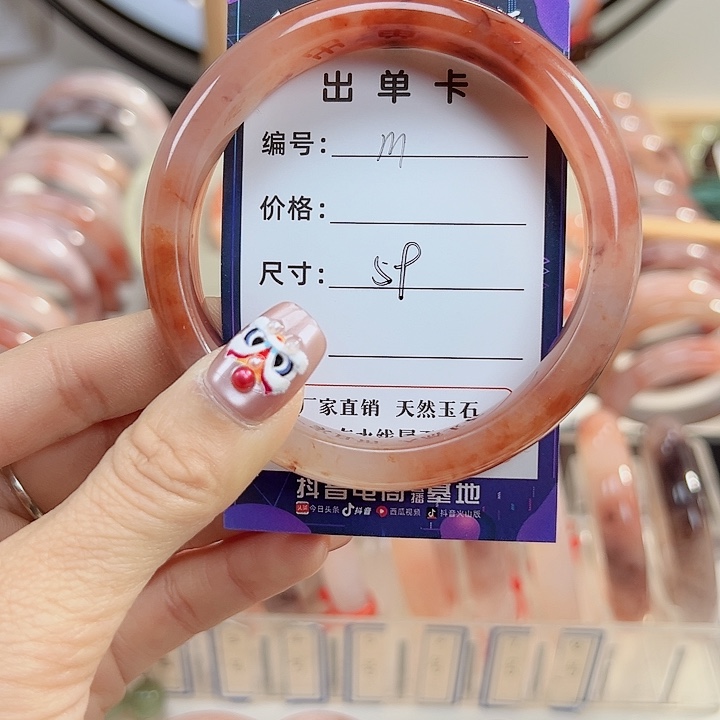 出单卡
编号: m
价格:
尺寸:
厂家直销 天然玉石
抖音电商直播基地
今日头条 抖音 西瓜视频 抖音火山版